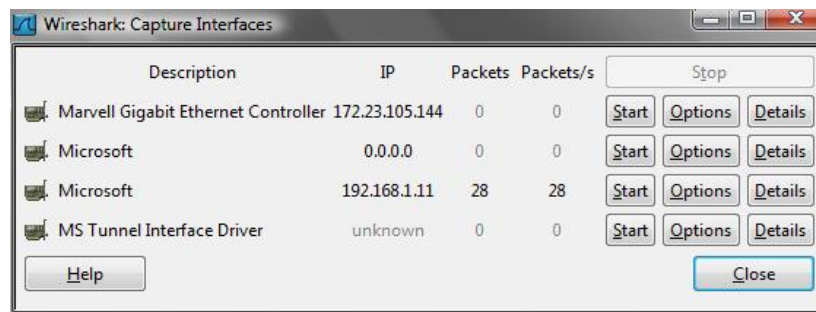 Wireshark: Capture Interfaces
Description IP Packets Packets/s Stop
Marvell Gigabit Ethernet Controller 172.23.105.144 0 0 Start Options Details
Microsoft 0.0.0.0 0 0 Start Options Details
Microsoft 192.168.1.11 28 28 Start Options Details
MS Tunnel Interface Driver unknown 0 0 Start Options Details
Help Close